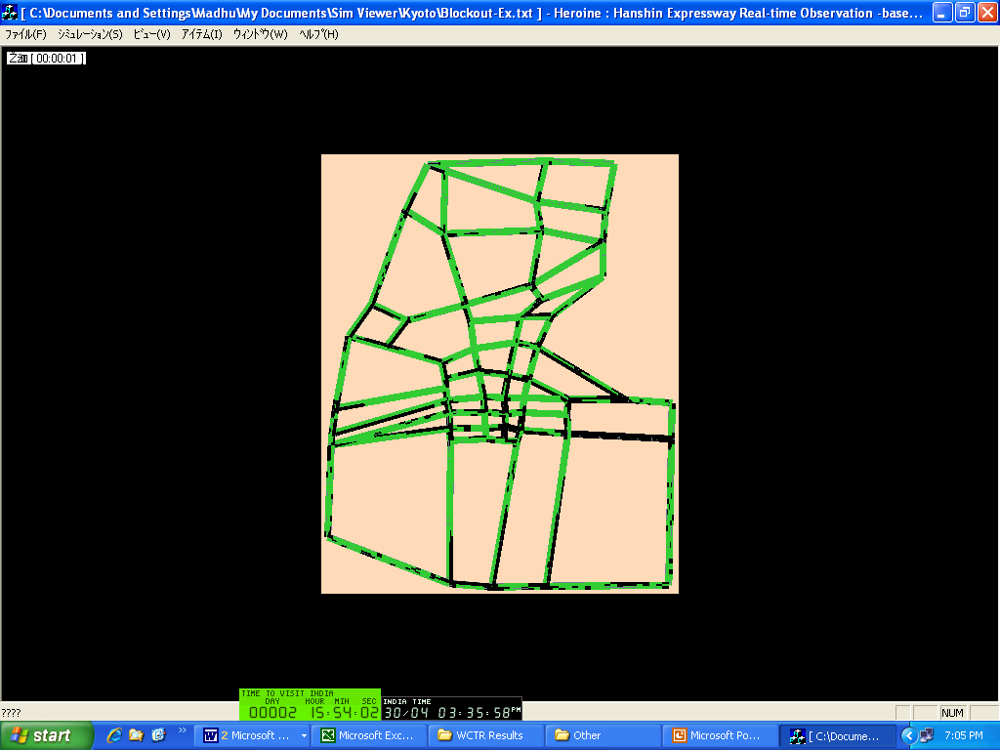 [ C:\Documents and Settings\Madhu\My Documents\Sim Viewer\Kyoto\Blockout-Ex.txt ] - Heroine : Hanshin Expressway Real-time Observation -base...
ﾌｧｲﾙ(F) ｼﾐｭﾚｰｼｮﾝ(S) ﾋﾞｭｰ(V) ｱｲﾃﾑ(I) ｳｨﾝﾄﾞｳ(W) ﾍﾙﾌﾟ(H)
[ 00:00:01 ]
TIME TO VISIT INDIA
DAY HOUR MIN SEC
00002 15:54:02
INDIA TIME
30/04 03:35:58PM
????
NUM
start
2 Microsoft ...
Microsoft Exc...
WCTR Results
Other
Microsoft Po...
[ C:\Docume...
7:05 PM